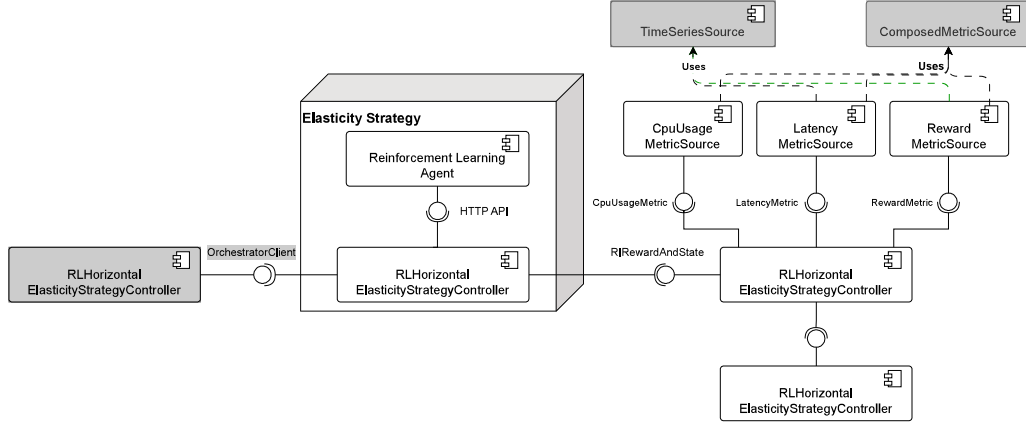 TimeSeriesSource
ComposedMetricSource
Uses
Uses
Elasticity Strategy
CpuUsage
MetricSource
Latency
MetricSource
Reward
MetricSource
Reinforcement Learning
Agent
CpuUsageMetric
LatencyMetric
RewardMetric
HTTP API
OrchestratorClient
RlRewardAndState
RLHorizontal
ElasticityStrategyController
RLHorizontal
ElasticityStrategyController
RLHorizontal
ElasticityStrategyController
RLHorizontal
ElasticityStrategyController